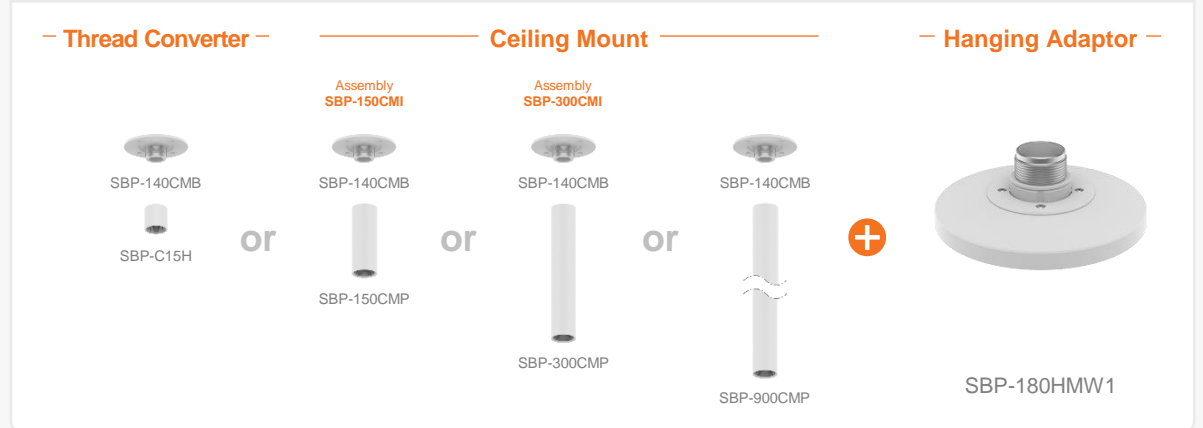 Thread Converter
Ceiling Mount
Hanging Adaptor
Assembly
SBP-150CMI
Assembly
SBP-300CMI
SBP-140CMB
SBP-140CMB
SBP-140CMB
SBP-140CMB
SBP-C15H
or
or
or
SBP-150CMP
SBP-300CMP
SBP-900CMP
SBP-180HMW1